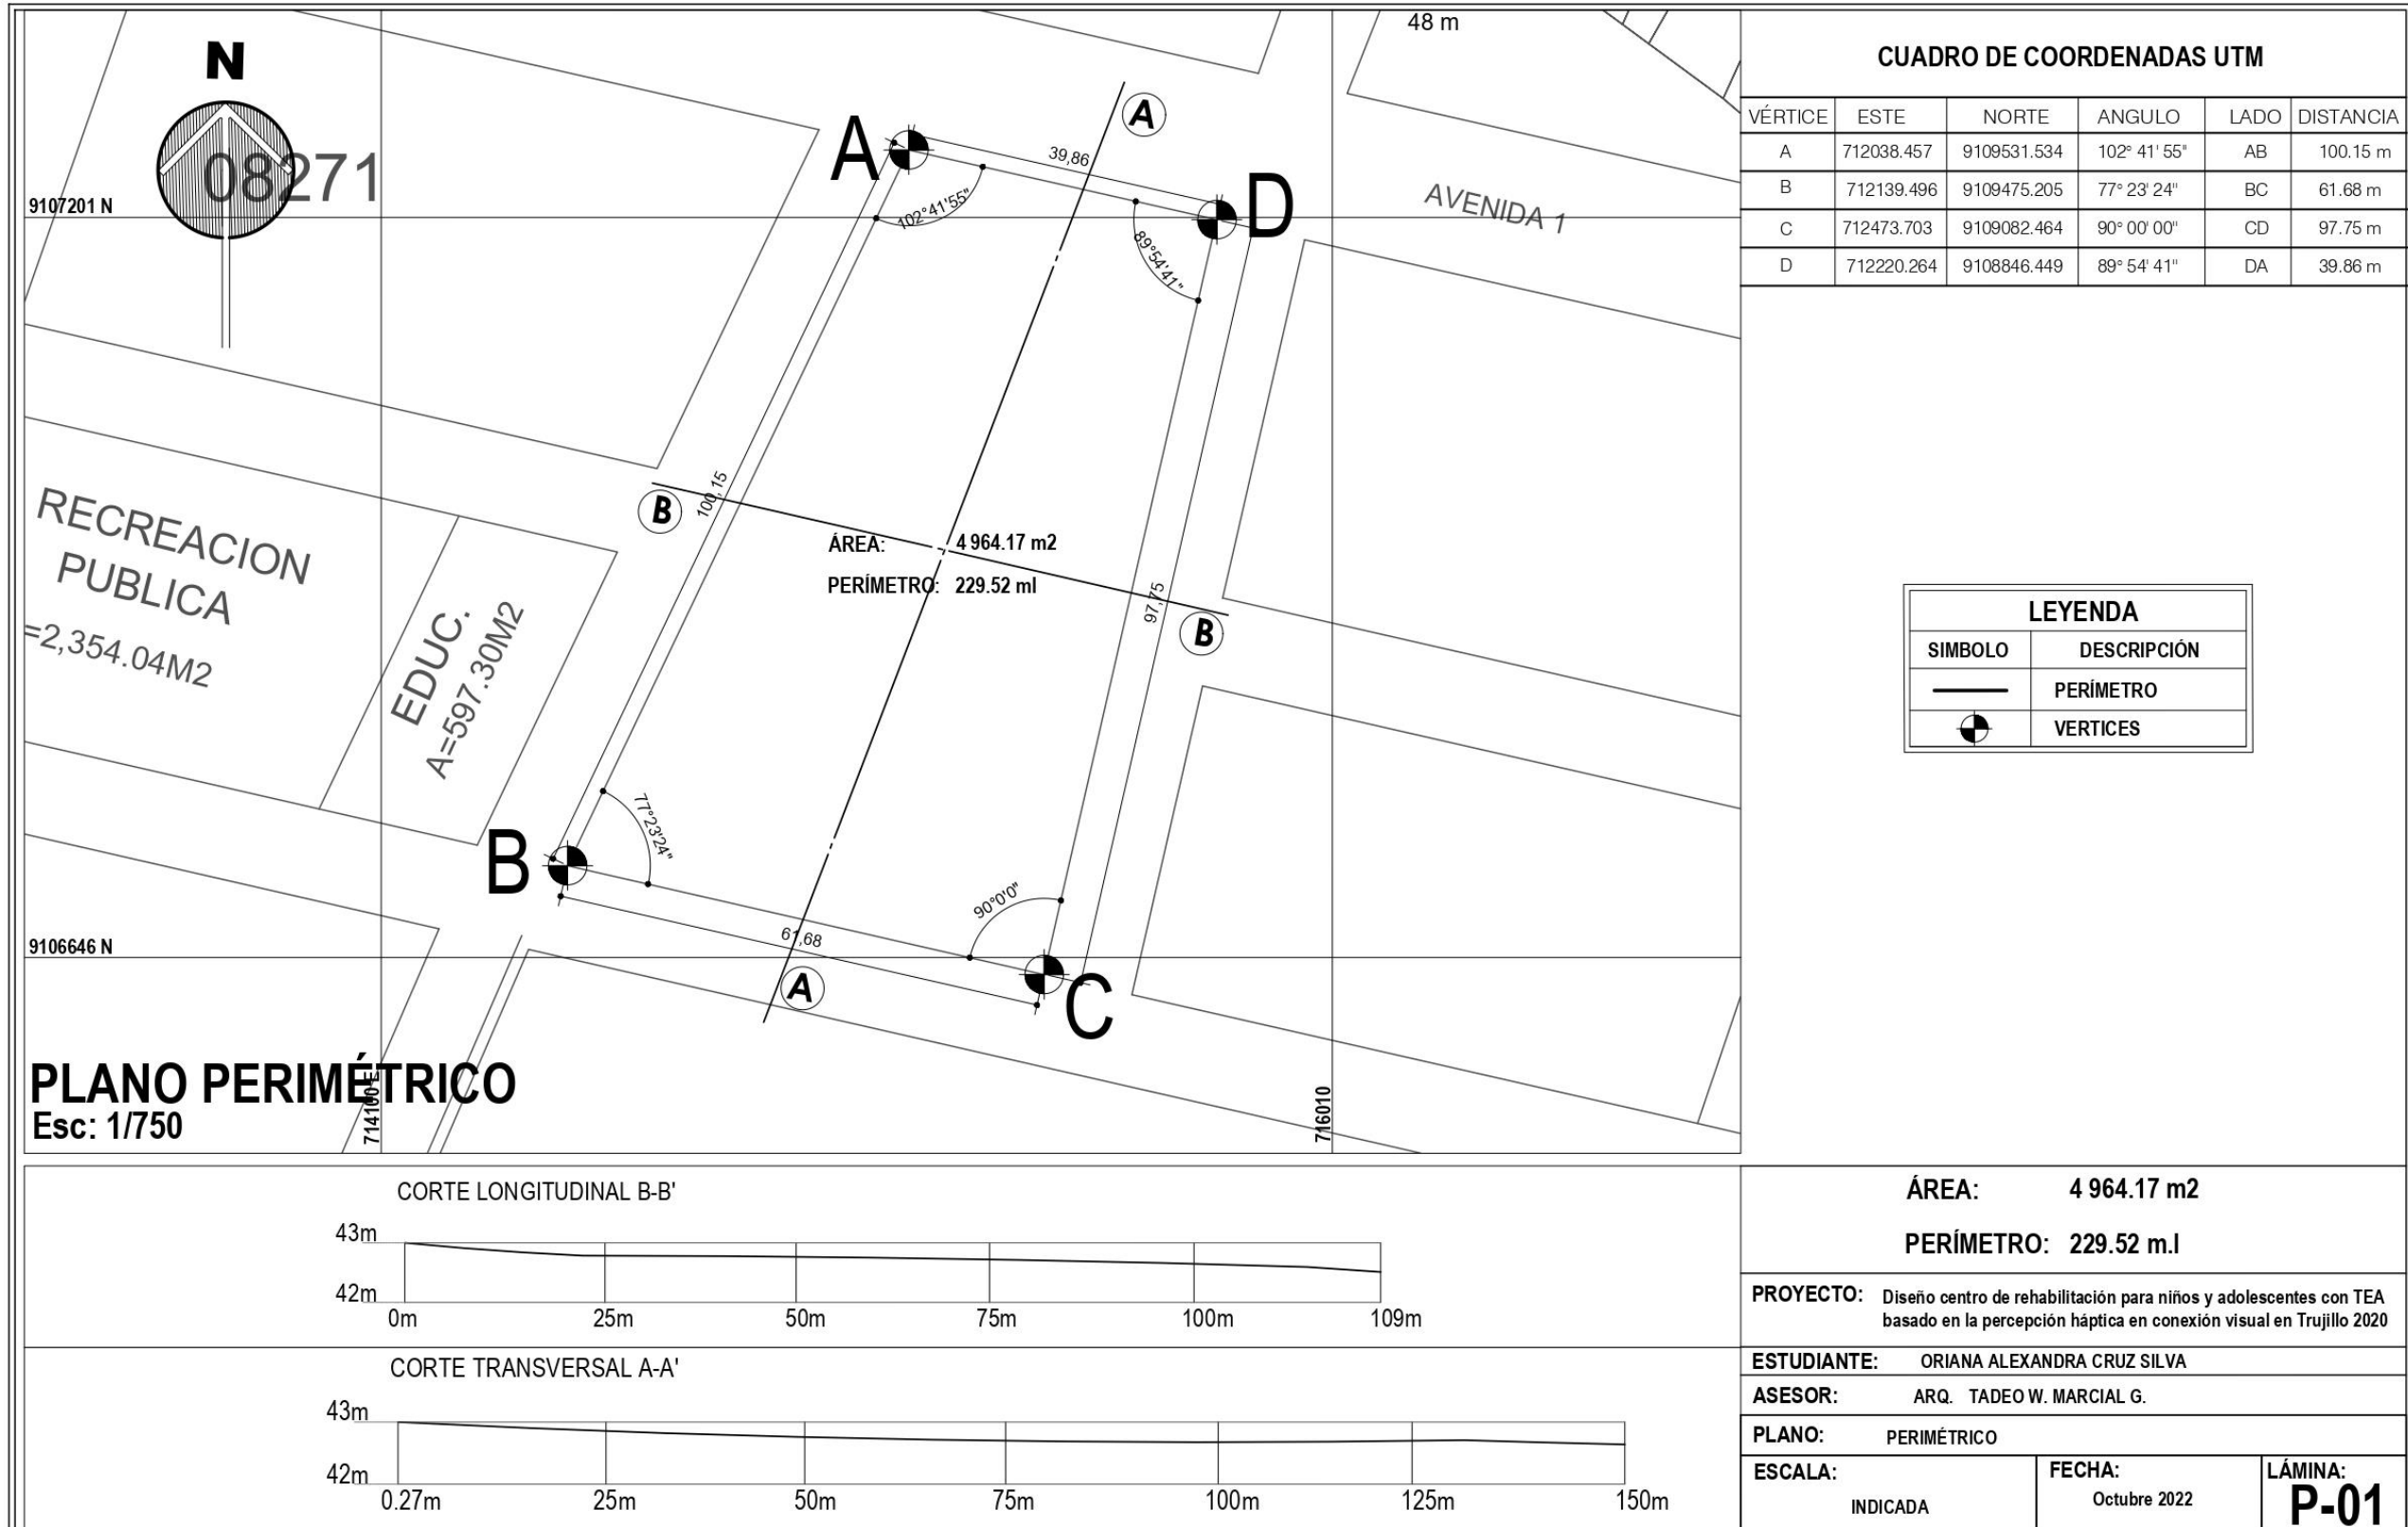 48 m
N
08271
9107201 N
A
A
39,86
D
102°41'55"
89°54'41"
AVENIDA 1
100,15
B
ÁREA: 4 964.17 m2
PERÍMETRO: 229.52 ml
97,75
B
RECREACION
PUBLICA
=2,354.04M2
EDUC.
A=597.30M2
77°23'24"
B
90°0'0"
61,68
9106646 N
A
C
PLANO PERIMÉTRICO
Esc: 1/750
714100 E
716010
CUADRO DE COORDENADAS UTM
VÉRTICE ESTE NORTE ANGULO LADO DISTANCIA
A 712038.457 9109531.534 102° 41' 55" AB 100.15 m
B 712139.496 9109475.205 77° 23' 24" BC 61.68 m
C 712473.703 9109082.464 90° 00' 00" CD 97.75 m
D 712220.264 9108846.449 89° 54' 41" DA 39.86 m
LEYENDA
SIMBOLO DESCRIPCIÓN
PERÍMETRO
VERTICES
CORTE LONGITUDINAL B-B'
43m
42m
0m 25m 50m 75m 100m 109m
CORTE TRANSVERSAL A-A'
43m
42m
0.27m 25m 50m 75m 100m 125m 150m
ÁREA: 4 964.17 m2
PERÍMETRO: 229.52 m.l
PROYECTO: Diseño centro de rehabilitación para niños y adolescentes con TEA
basado en la percepción háptica en conexión visual en Trujillo 2020
ESTUDIANTE: ORIANA ALEXANDRA CRUZ SILVA
ASESOR: ARQ. TADEO W. MARCIAL G.
PLANO: PERIMÉTRICO
ESCALA: FECHA: LÁMINA:
INDICADA Octubre 2022 P-01